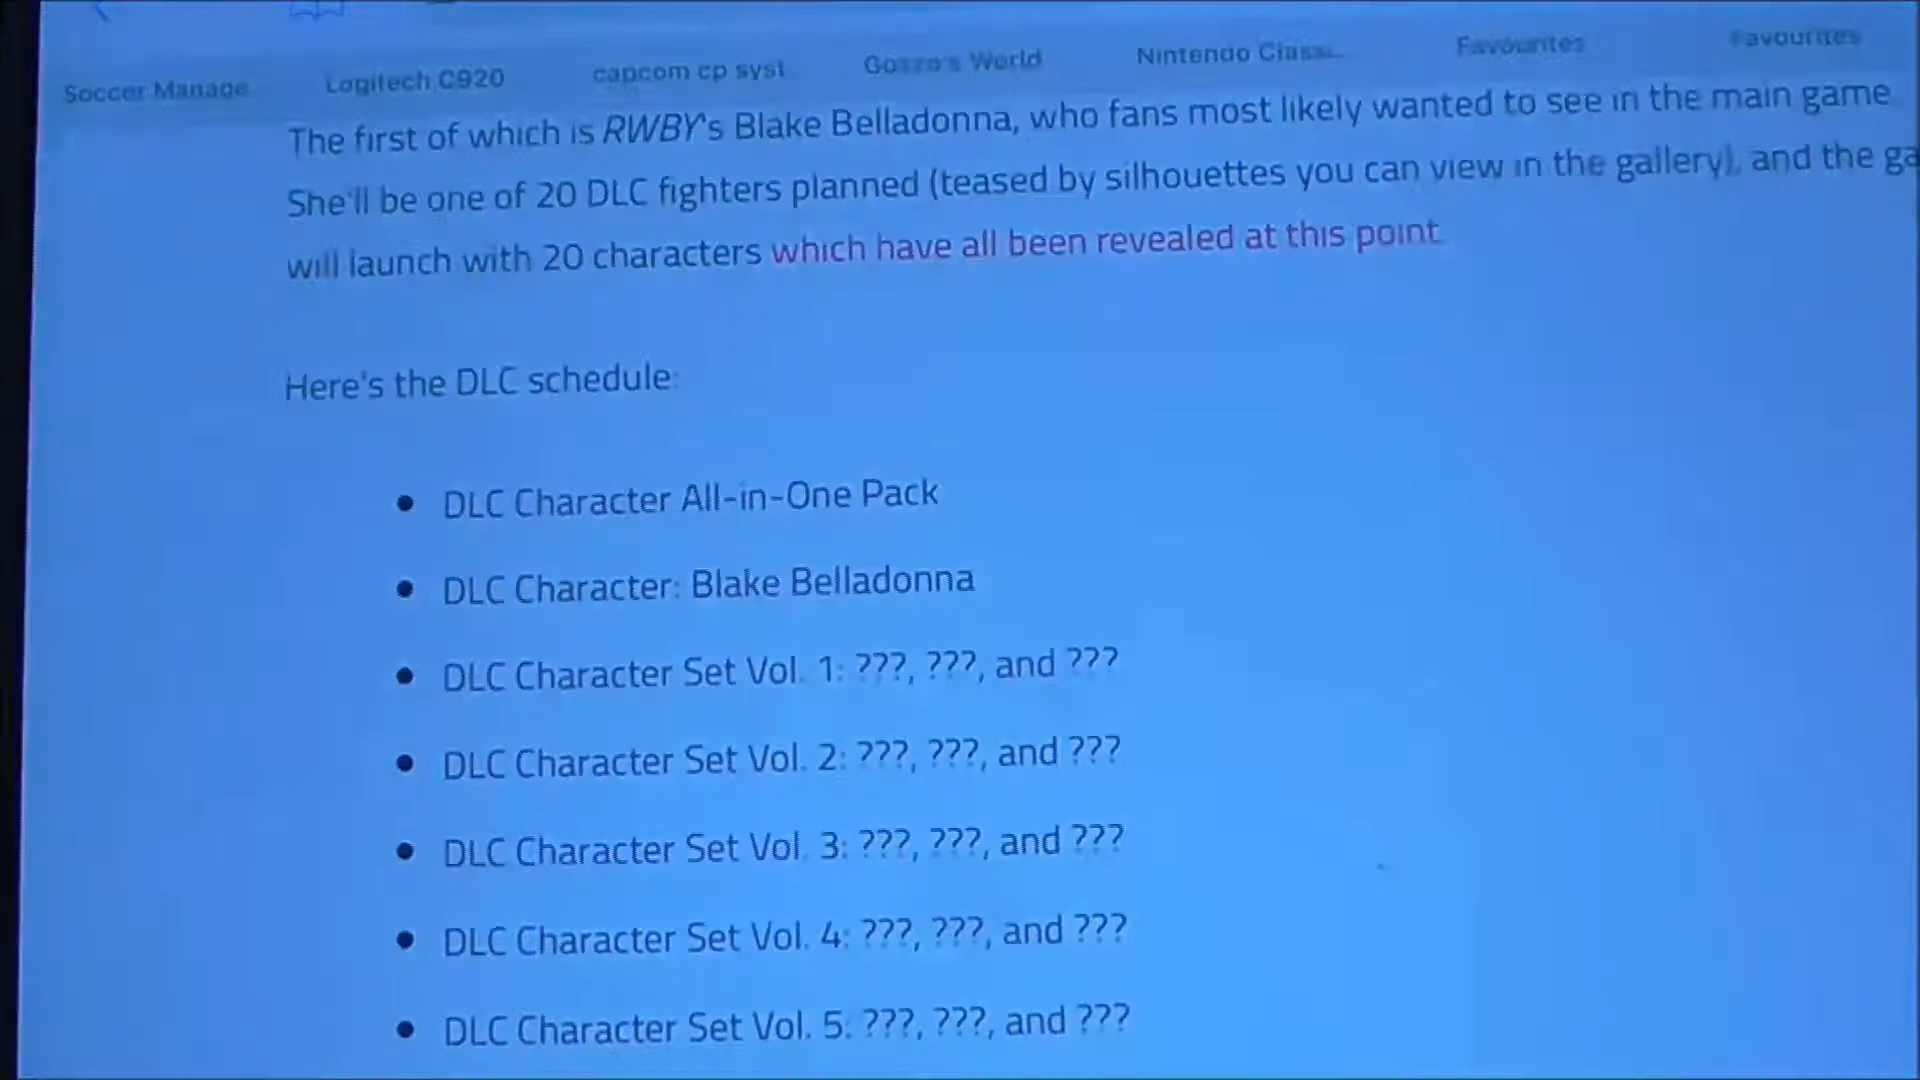 Soccer Manage Logitech C920 capcom cp syst Gozzo's World Nintendo Classi... Favourites Favourites
The first of which is RWBY's Blake Belladonna, who fans most likely wanted to see in the main game
She'll be one of 20 DLC fighters planned (teased by silhouettes you can view in the gallery), and the ga
will launch with 20 characters which have all been revealed at this point
Here's the DLC schedule:
• DLC Character All-in-One Pack
• DLC Character: Blake Belladonna
• DLC Character Set Vol. 1: ???, ???, and ???
• DLC Character Set Vol. 2: ???, ???, and ???
• DLC Character Set Vol. 3: ???, ???, and ???
• DLC Character Set Vol. 4: ???, ???, and ???
• DLC Character Set Vol. 5: ???, ???, and ???